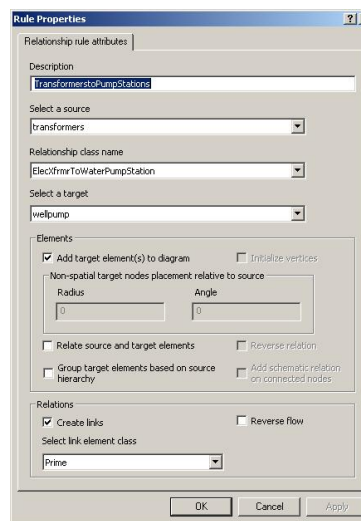 Rule Properties
Relationship rule attributes
Description
TransformerstoPumpStations
Select a source
transformers
Relationship class name
ElecXfrmrToWaterPumpStation
Select a target
wellpump
Elements
Add target element(s) to diagram
Initialize vertices
Non-spatial target nodes placement relative to source
Radius
Angle
0
0
Relate source and target elements
Reverse relation
Group target elements based on source
hierarchy
Add schematic relation
on connected nodes
Relations
Create links
Reverse flow
Select link element class
Prime
OK
Cancel
Apply